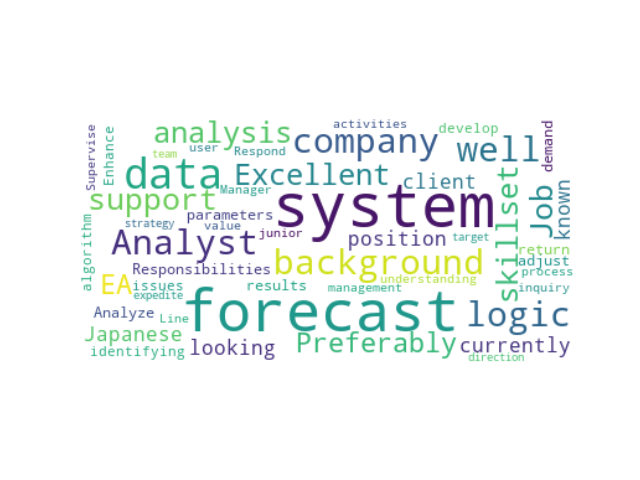 activities
develop
Supervise
Enhance
analysis
user
team
Respond
company
well
demand
data
Excellent
client
Manager
support
system
skillset
Job
known
parameters
strategy
value
junior
position
target
return
algorithm
Analyst
Responsibilities
background
adjust
process
EA
issues
results
management
understanding
inquiry
expedite
forecast
logic
Analyze
Line
Japanese
identifying
looking
Preferably
currently
direction